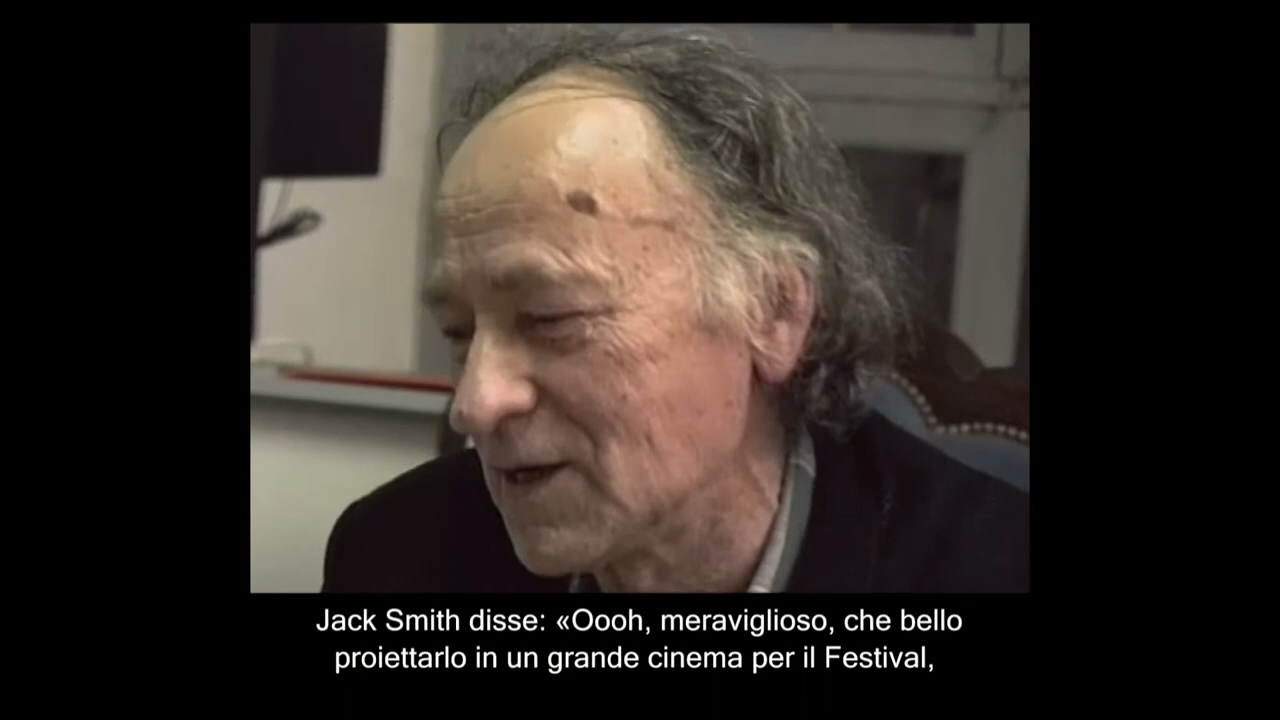 Jack Smith disse: «Oooh, meraviglioso, che bello
proiettarlo in un grande cinema per il Festival,